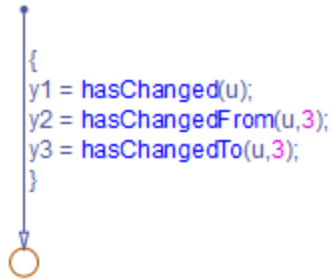 {
y1 = hasChanged(u);
y2 = hasChangedFrom(u,3);
y3 = hasChangedTo(u,3);
}